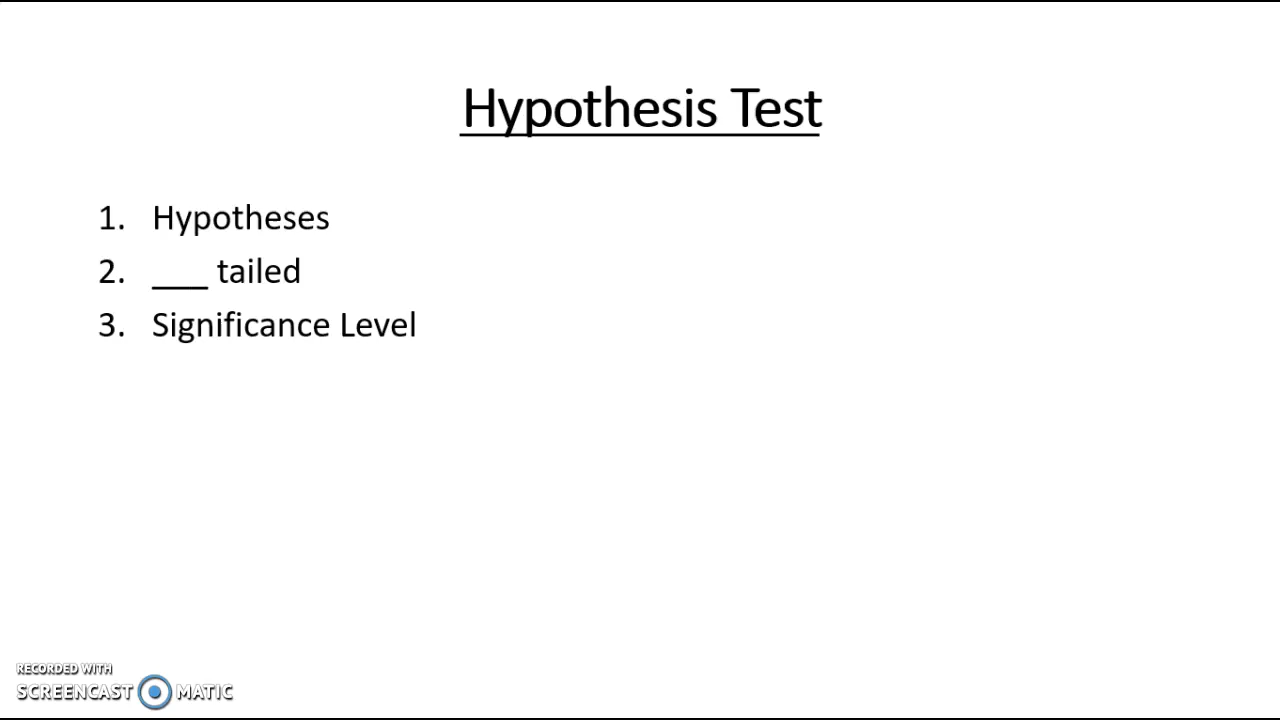 Hypothesis Test
1. Hypotheses
2. ___ tailed
3. Significance Level
RECORDED WITH
SCREENCAST MATIC